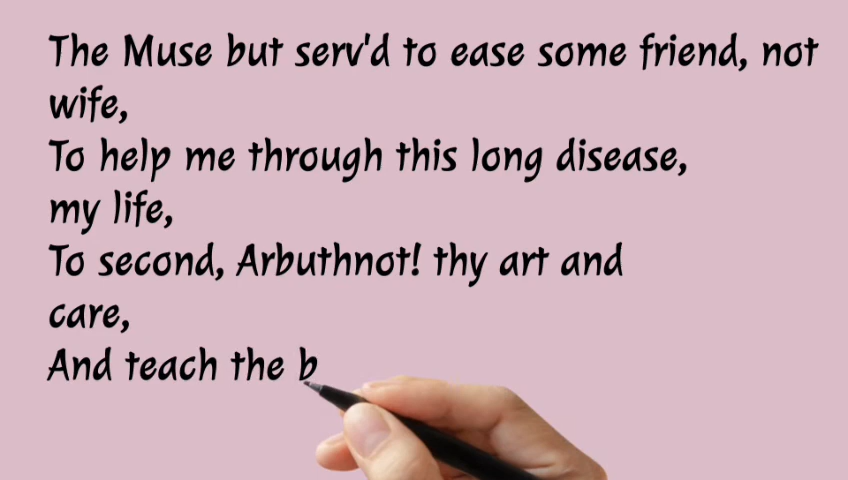 The Muse but serv'd to ease some friend, not
wife,
To help me through this long disease,
my life,
To second, Arbuthnot! thy art and
care,
And teach the b